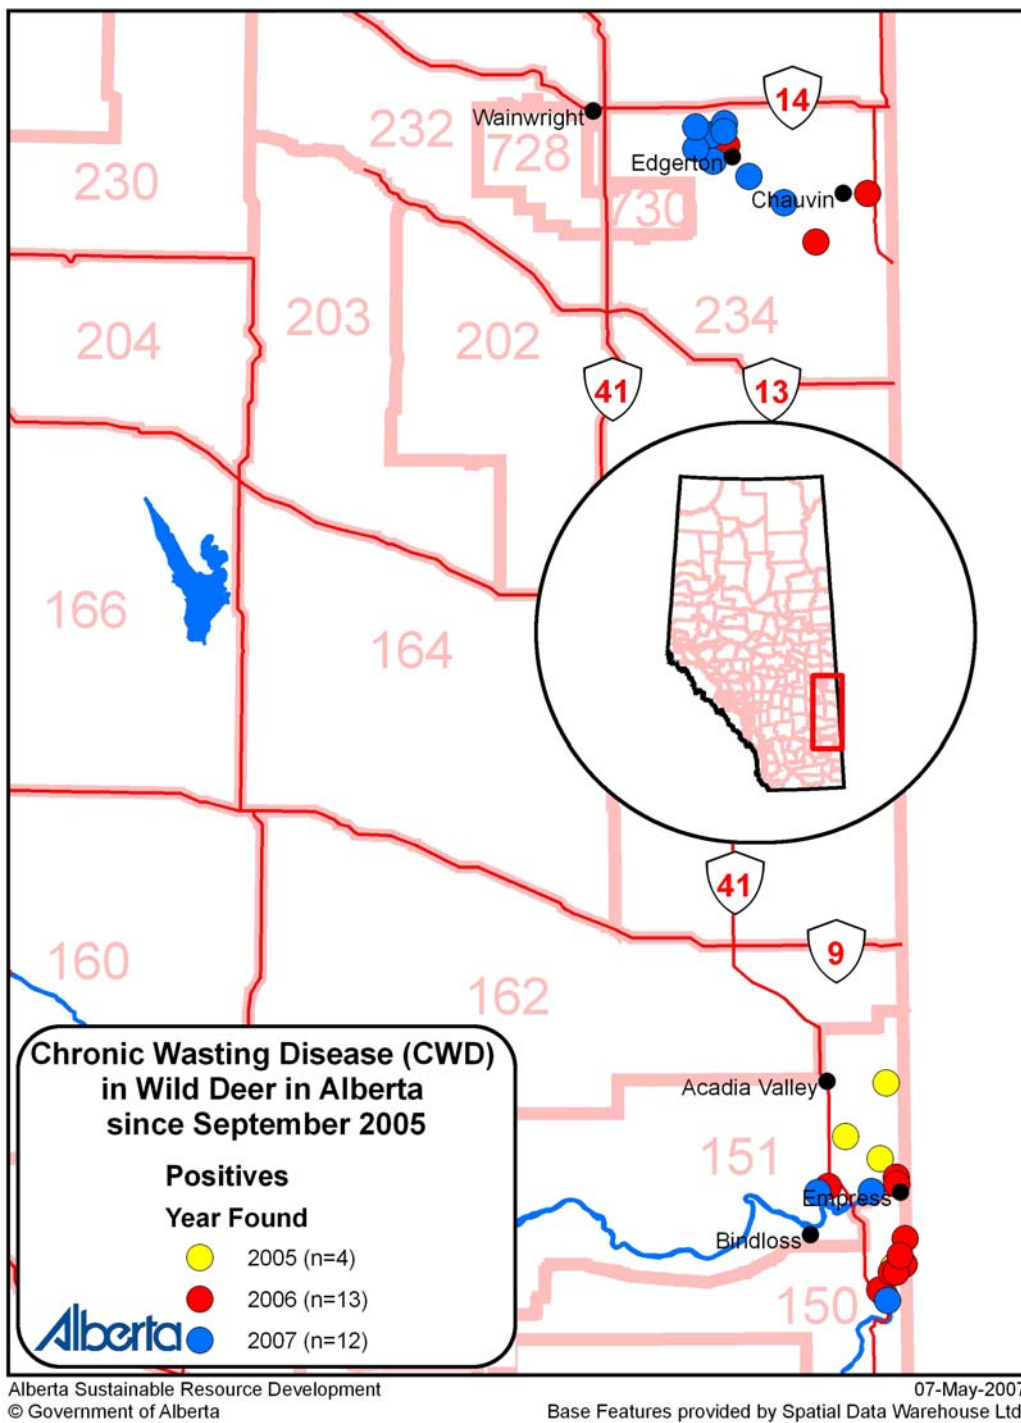 14
Wainwright
232
728
Edgerton
230
730
Chauvin
204
203
202
234
41
13
166
164
41
9
160
162
Acadia Valley
151
Empress
Bindloss
150
Chronic Wasting Disease (CWD)
in Wild Deer in Alberta
since September 2005
Positives
Year Found
2005 (n=4)
2006 (n=13)
2007 (n=12)
Alberta
Alberta Sustainable Resource Development
07-May-2007
© Government of Alberta
Base Features provided by Spatial Data Warehouse Ltd